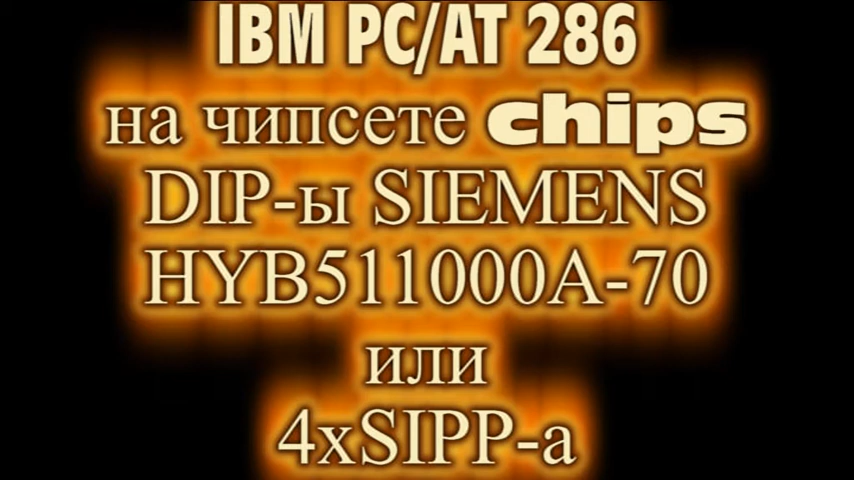 IBM PC/AT 286
на чипсете chips
DIP-ы SIEMENS
HYB511000A-70
или
4xSIPP-а